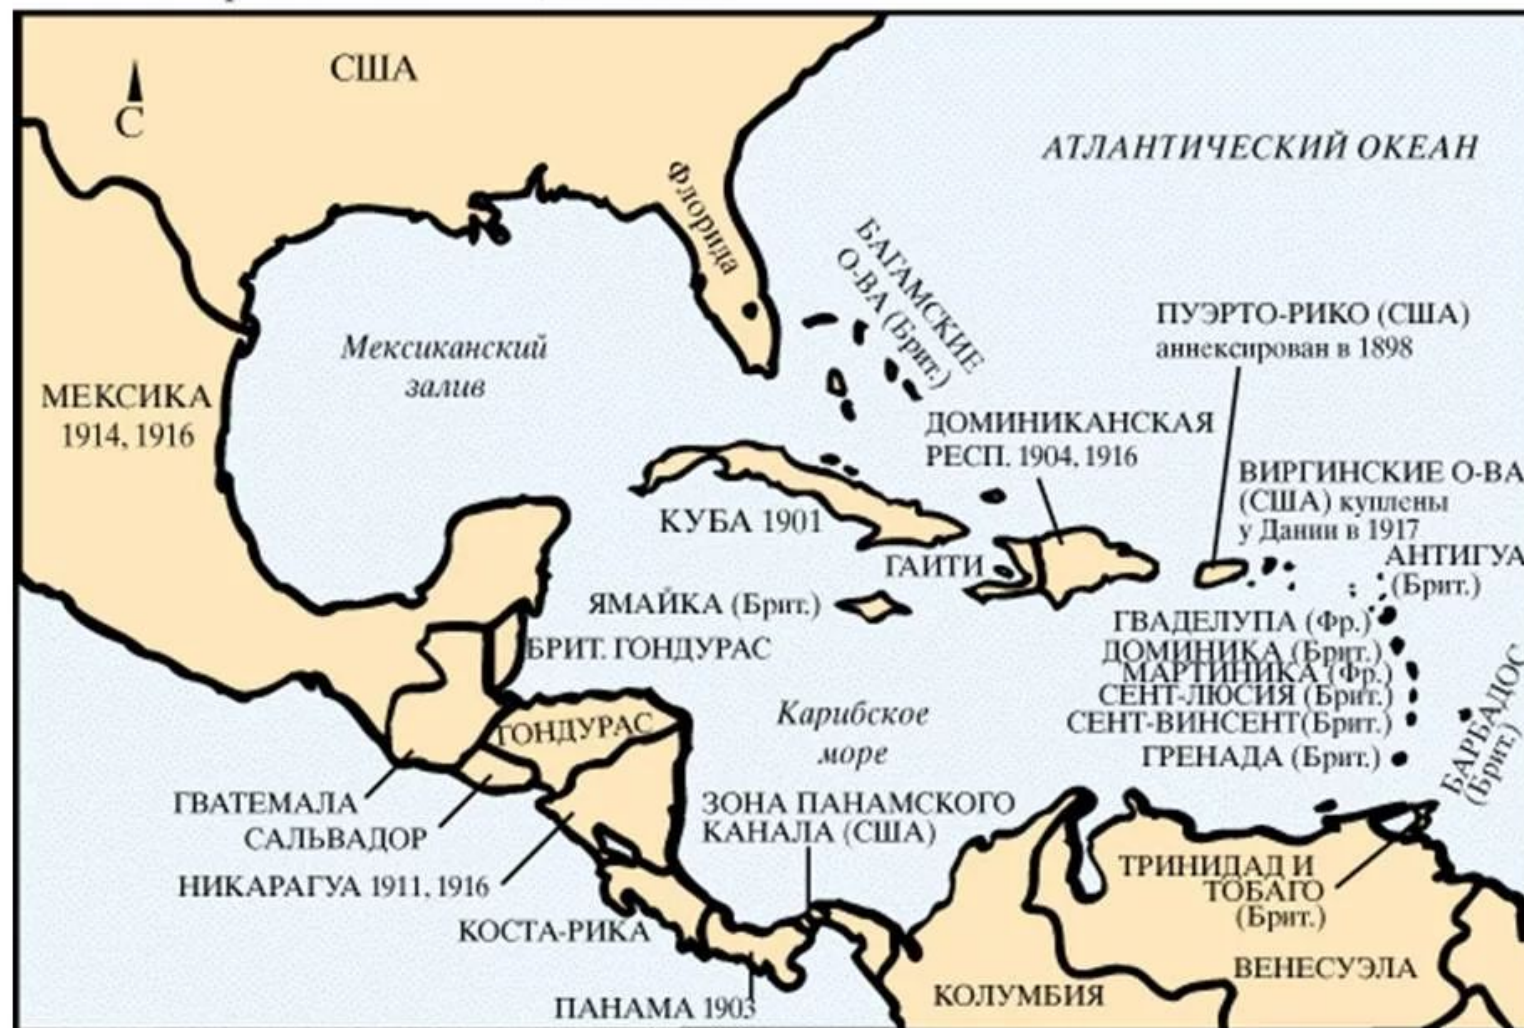 США
С
АТЛАНТИЧЕСКИЙ ОКЕАН
Флорида
БАГАМСКИЕ
О-ВА (Брит.)
ПУЭРТО-РИКО (США)
аннексирован в 1898
Мексиканский
залив
МЕКСИКА
1914, 1916
ДОМИНИКАНСКАЯ
РЕСП. 1904, 1916
ВИРГИНСКИЕ О-ВА
(США) куплены
у Дании в 1917
КУБА 1901
ГАИТИ
АНТИГУА
(Брит.)
ЯМАЙКА (Брит.)
ГВАДЕЛУПА (Фр.)
БРИТ. ГОНДУРАС
ДОМИНИКА (Брит.)
МАРТИНИКА (Фр.)
СЕНТ-ЛЮСИЯ (Брит.)
СЕНТ-ВИНСЕНТ(Брит.)
ГРЕНАДА (Брит.)
БАРБАДОС
(Брит.)
Карибское
море
ГОНДУРАС
ГВАТЕМАЛА
САЛЬВАДОР
НИКАРАГУА 1911, 1916
ЗОНА ПАНАМСКОГО
КАНАЛА (США)
ТРИНИДАД И
ТОБАГО
(Брит.)
КОСТА-РИКА
ВЕНЕСУЭЛА
КОЛУМБИЯ
ПАНАМА 1903